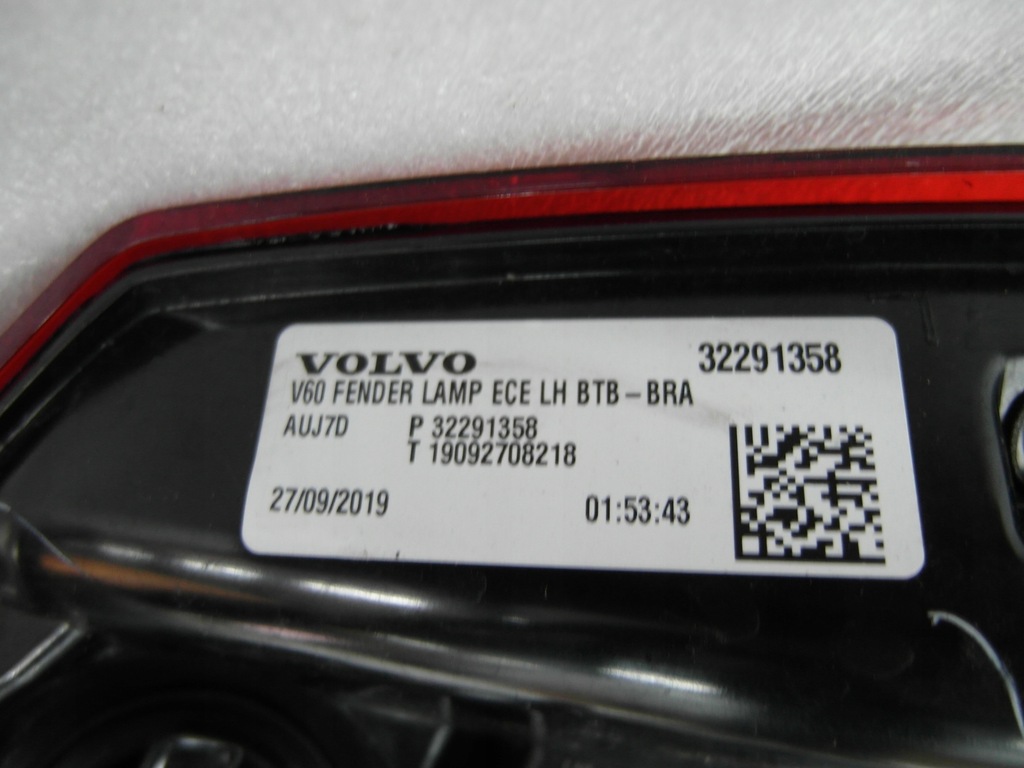 VOLVO 32291358
V60 FENDER LAMP ECE LH BTB-BRA
AUJ7D P 32291358
T 19092708218
27/09/2019 01:53:43